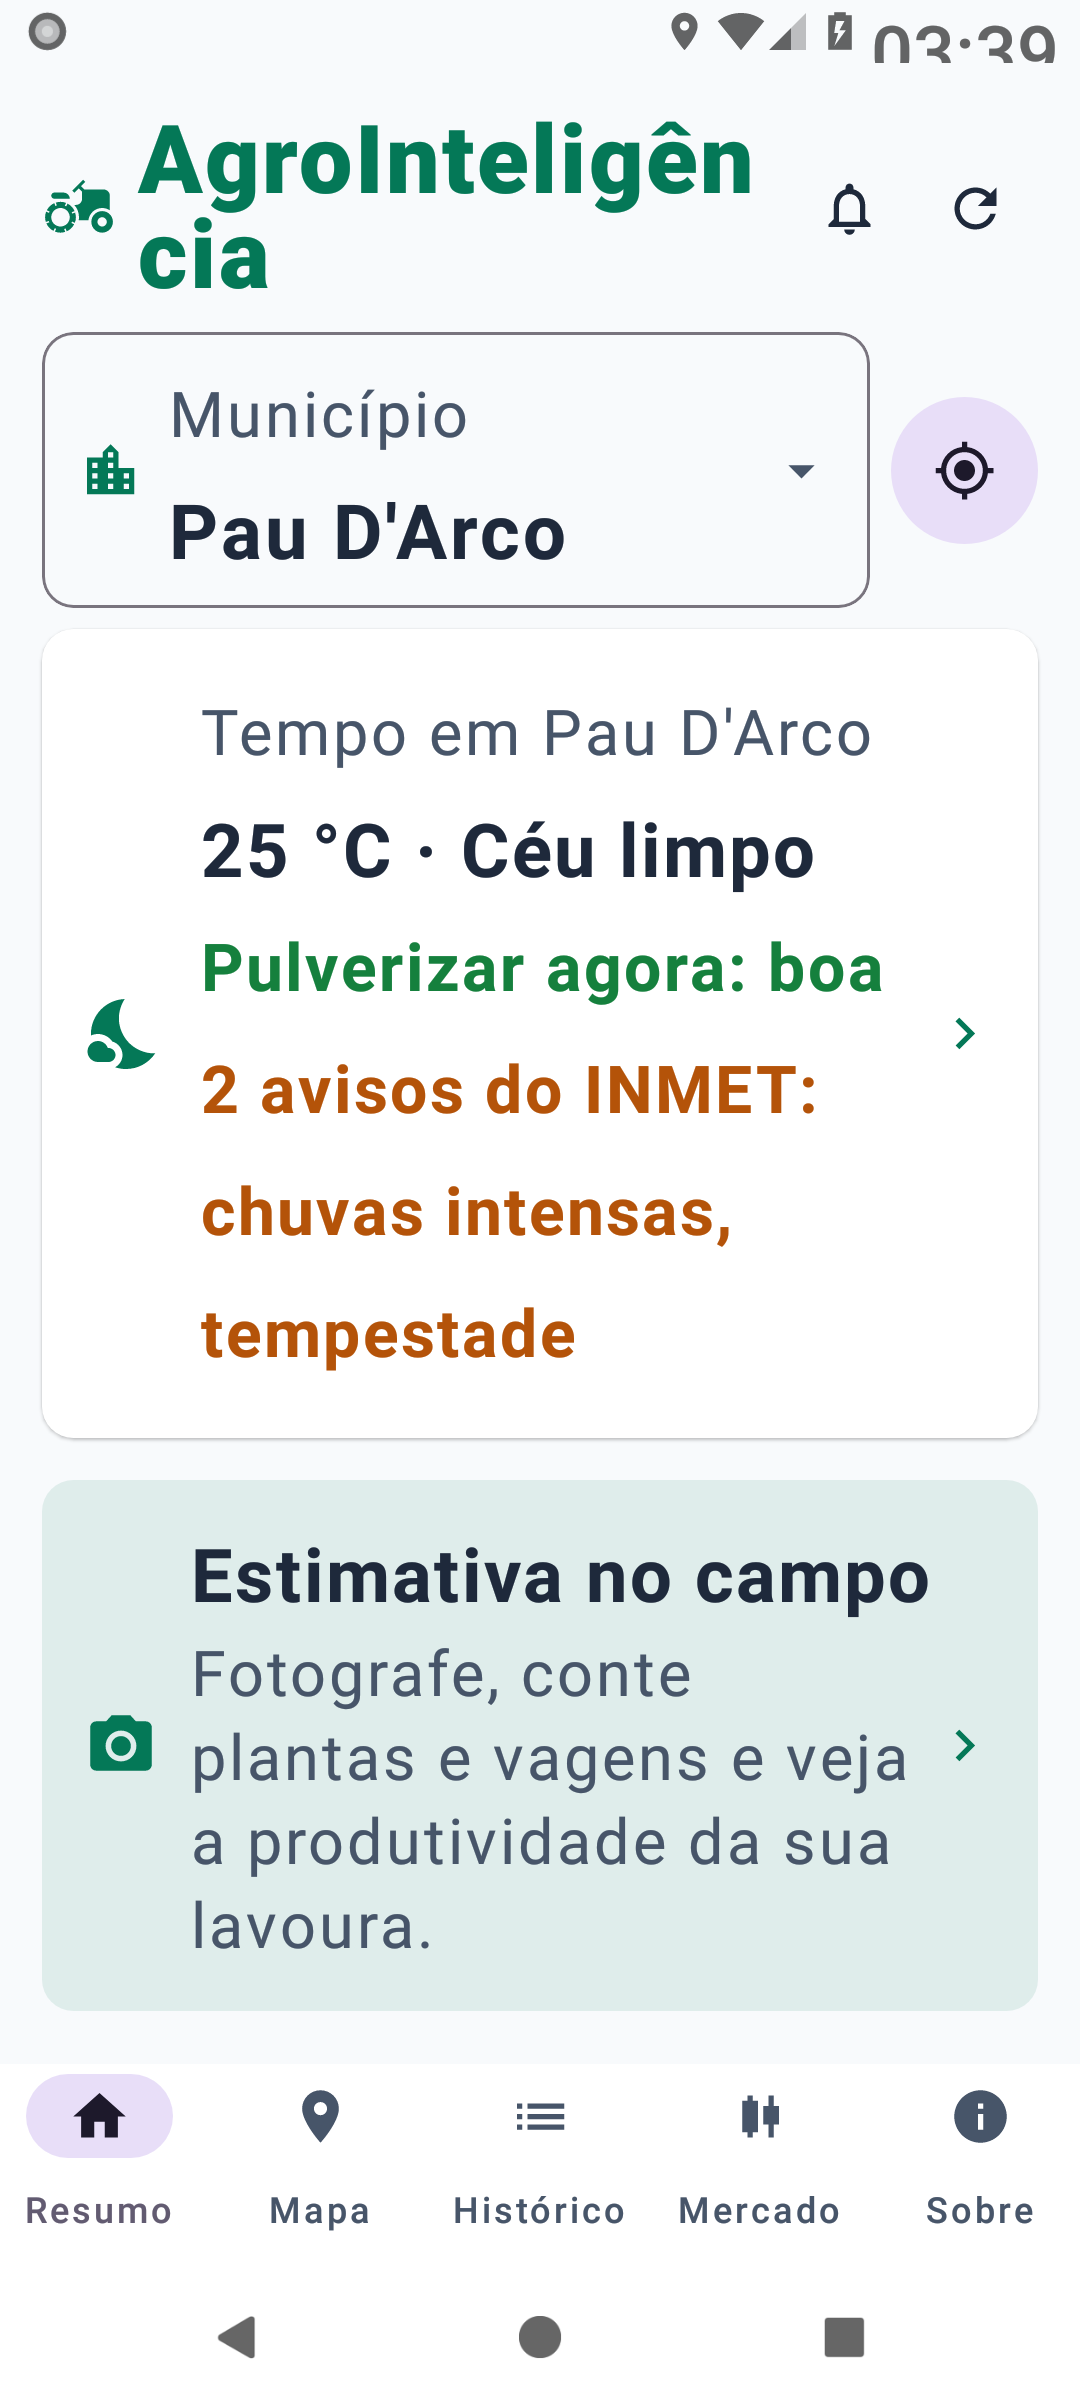 03:39
AgroInteligên
cia
Município
Pau D'Arco
Tempo em Pau D'Arco
25 °C · Céu limpo
Pulverizar agora: boa
2 avisos do INMET:
chuvas intensas,
tempestade
Estimativa no campo
Fotografe, conte
plantas e vagens e veja
a produtividade da sua
lavoura.
Resumo
Mapa
Histórico
Mercado
Sobre